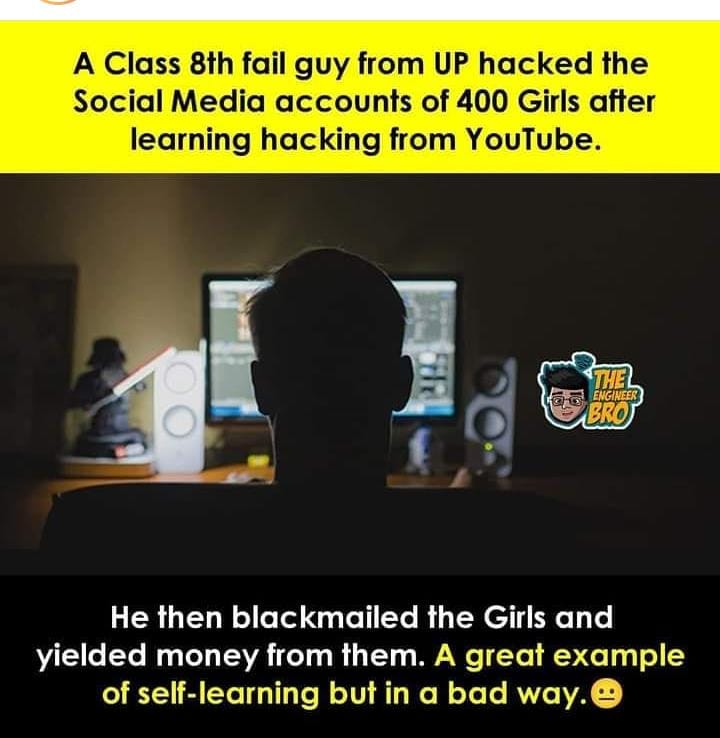 A Class 8th fail guy from UP hacked the
Social Media accounts of 400 Girls after
learning hacking from YouTube.
THE
ENGINEER
BRO
He then blackmailed the Girls and
yielded money from them. A great example
of self-learning but in a bad way.😐